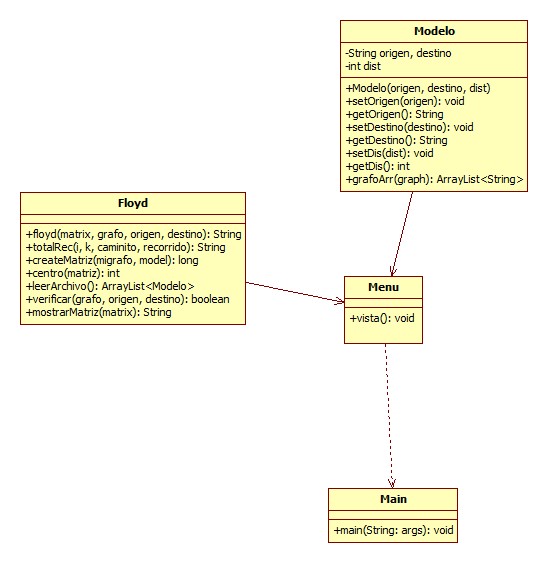 Modelo
-String origen, destino
-int dist
+Modelo(origen, destino, dist)
+setOrigen(origen): void
+getOrigen(): String
+setDestino(destino): void
+getDestino(): String
+setDis(dist): void
+getDis(): int
+grafoArr(graph): ArrayList<String>
Floyd
+floyd(matrix, grafo, origen, destino): String
+totalRec(i, k, caminito, recorrido): String
+createMatriz(migrafo, model): long
+centro(matriz): int
+leerArchivo(): ArrayList<Modelo>
+verificar(grafo, origen, destino): boolean
+mostrarMatriz(matrix): String
Menu
+vista(): void
Main
+main(String: args): void